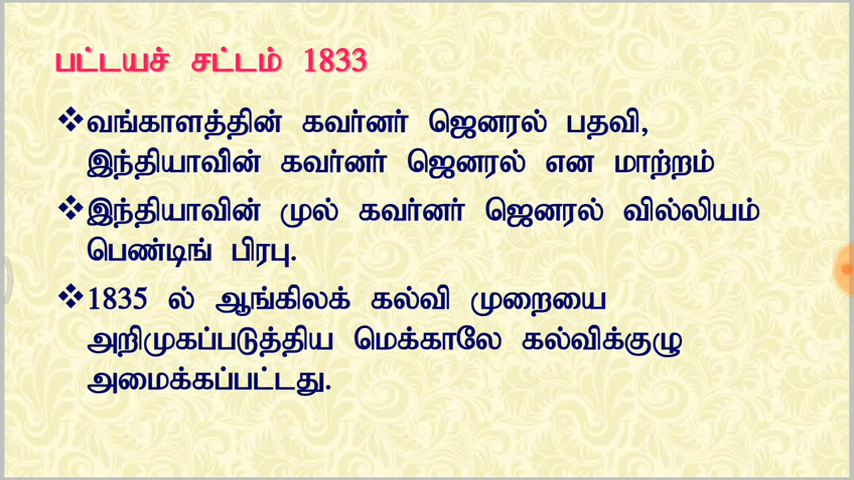 பட்டயச் சட்டம் 1833
❖வங்காளத்தின் கவர்னர் ஜெனரல் பதவி,
இந்தியாவின் கவர்னர் ஜெனரல் என மாற்றம்
❖இந்தியாவின் முல் கவர்னர் ஜெனரல் வில்லியம்
பெண்டிங் பிரபு.
❖1835 ல் ஆங்கிலக் கல்வி முறையை
அறிமுகப்படுத்திய மெக்காலே கல்விக்குழு
அமைக்கப்பட்டது.